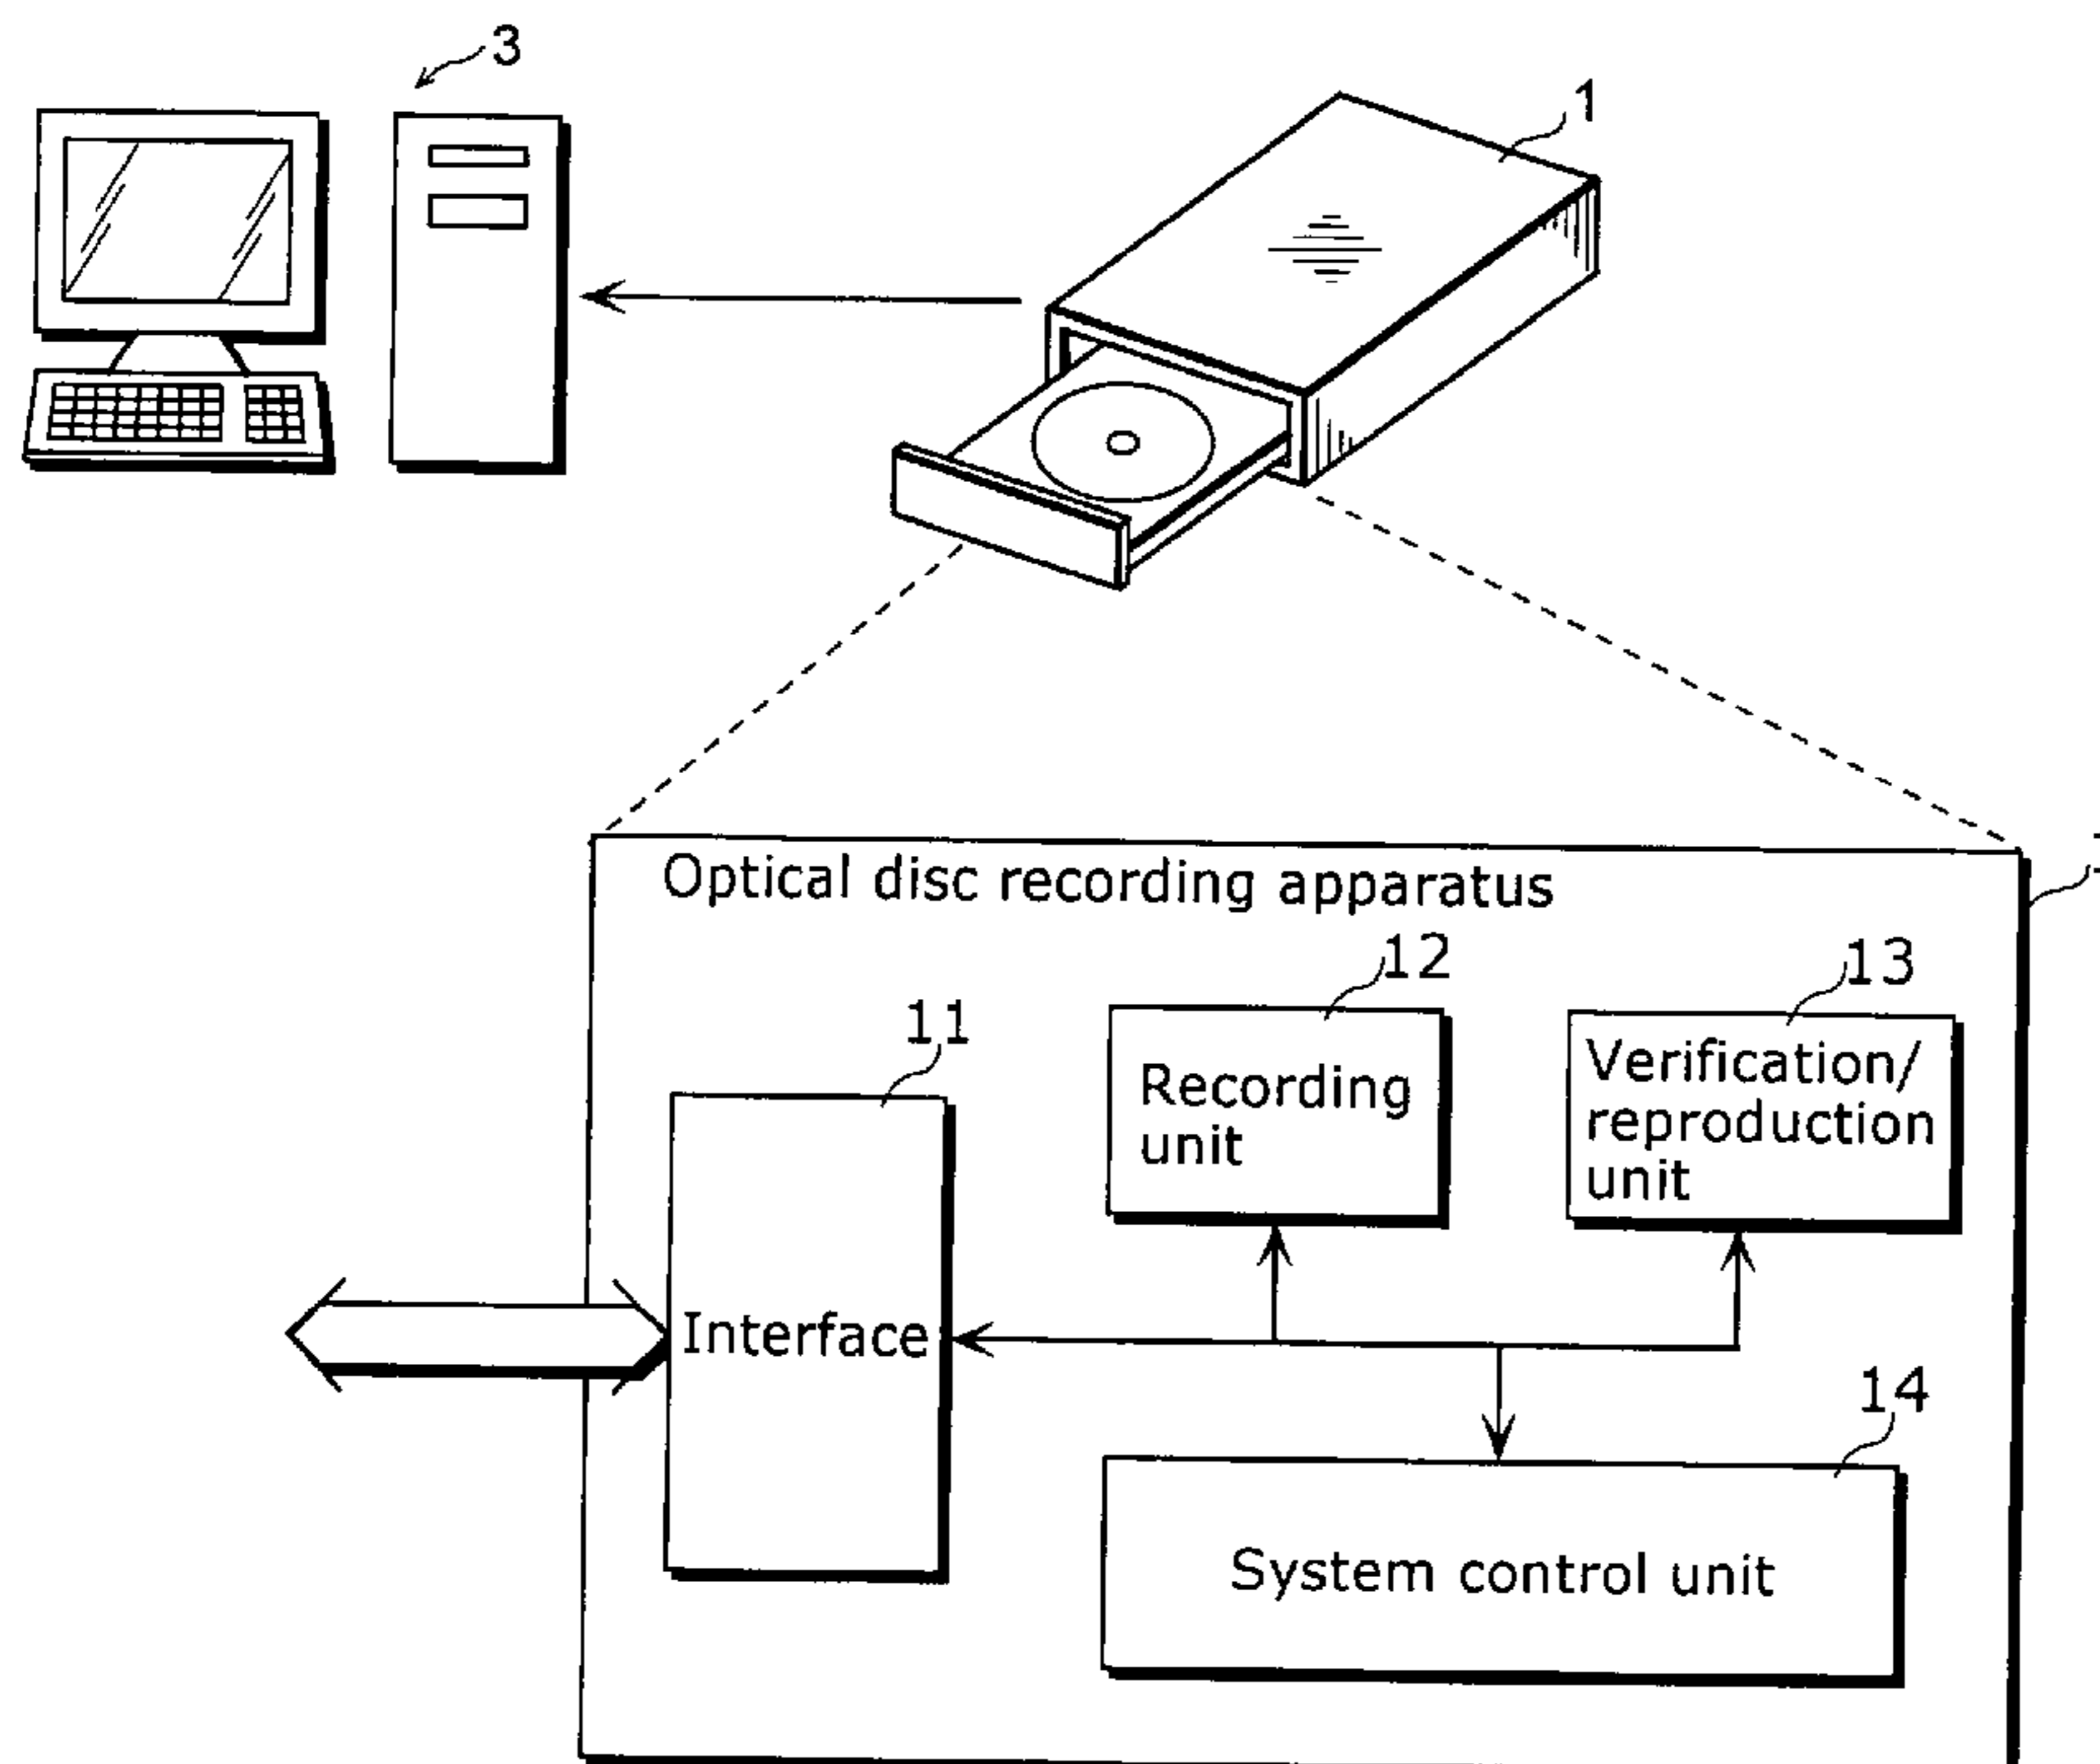 3
1
Optical disc recording apparatus
11
12
13
Recording
unit
Verification/
reproduction
unit
Interface
14
System control unit